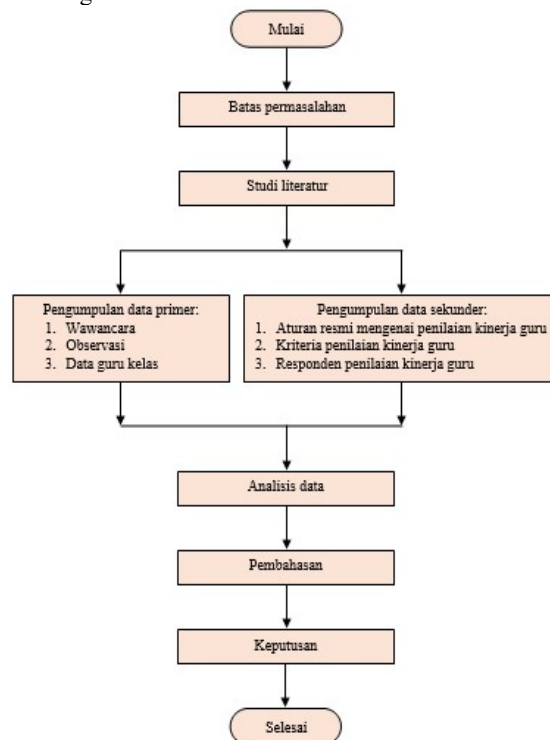 Mulai
Batas permasalahan
Studi literatur
Pengumpulan data primer:
1. Wawancara
2. Observasi
3. Data guru kelas
Pengumpulan data sekunder:
1. Aturan resmi mengenai penilaian kinerja guru
2. Kriteria penilaian kinerja guru
3. Responden penilaian kinerja guru
Analisis data
Pembahasan
Keputusan
Selesai